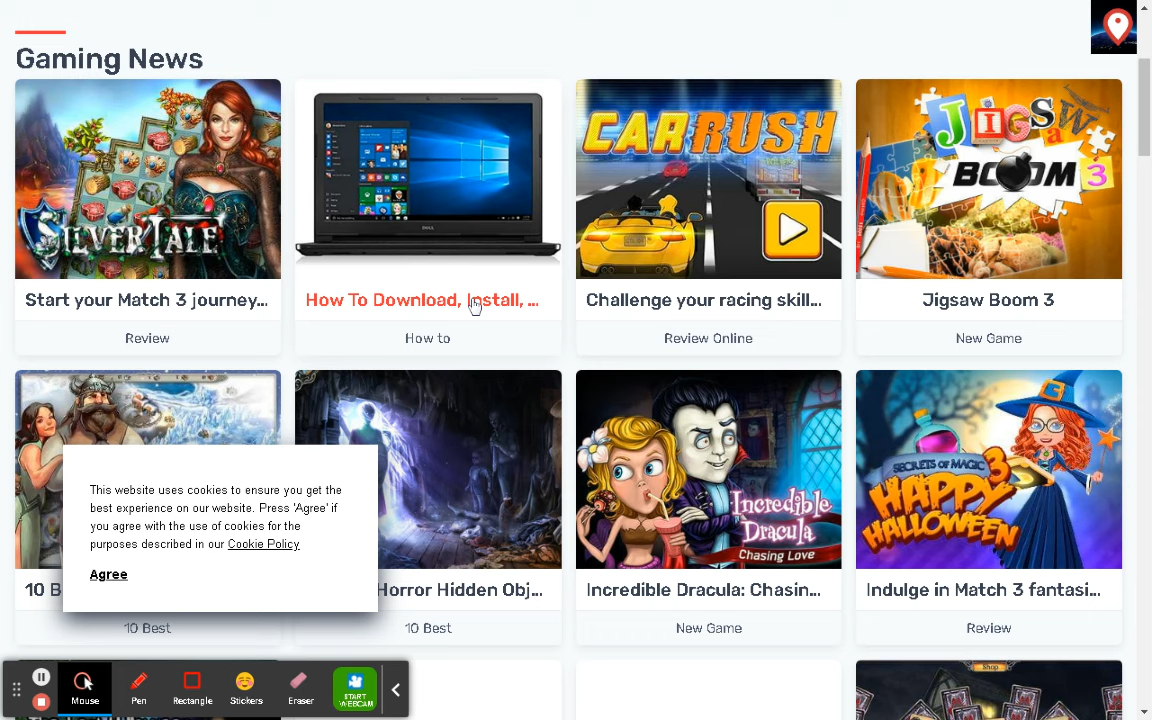 Gaming News
SILVER TALE
DELL
CAR RUSH
JIGSaW
BOOM 3
Start your Match 3 journey...
How To Download, Install, ...
Challenge your racing skill...
Jigsaw Boom 3
Review
How to
Review Online
New Game
This website uses cookies to ensure you get the
best experience on our website. Press 'Agree' if
you agree with the use of cookies for the
purposes described in our Cookie Policy
Agree
Incredible
Dracula
Chasing Love
SECRETS OF MAGIC 3
HAPPY
HALLOWEEN
10 B
Horror Hidden Obj...
Incredible Dracula: Chasin...
Indulge in Match 3 fantasi...
10 Best
10 Best
New Game
Review
Shop
Mouse
Pen
Rectangle
Stickers
Eraser
START
WEBCAM